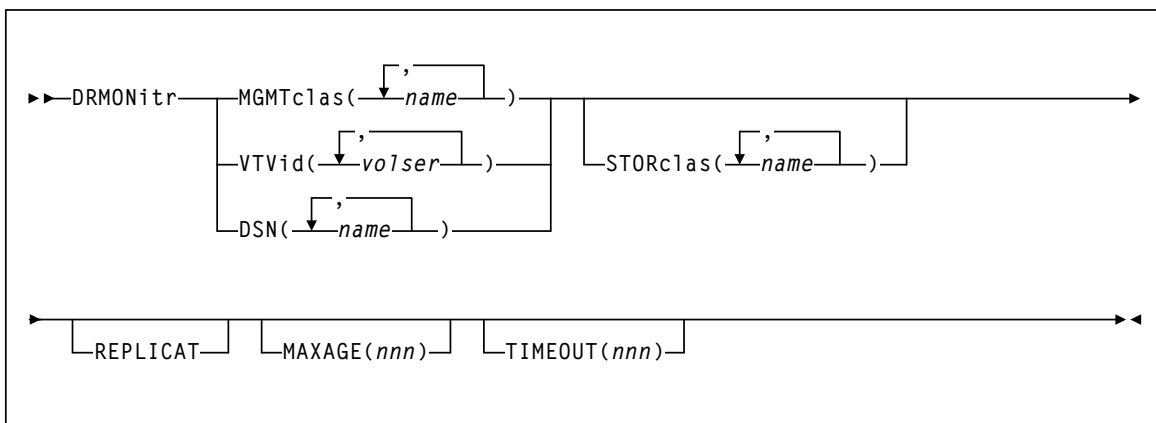 DRMONitr MGMTclas( name ) ,
VTVid( volser ) ,
DSN( name ) ,
STORclas( name ) ,
REPLICAT MAXAGE(nnn) TIMEOUT(nnn)